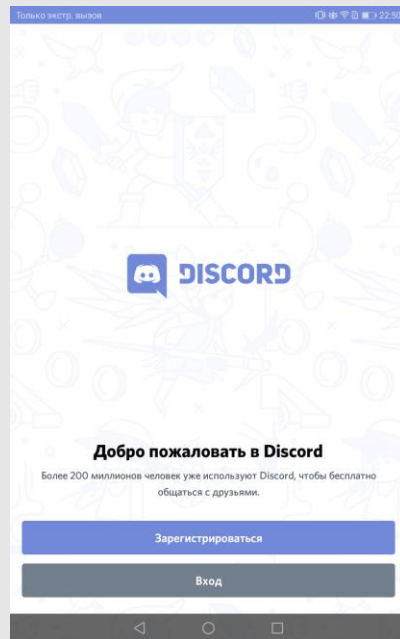 Только экстр. вызов 22:50
DISCORD
Добро пожаловать в Discord
Более 200 миллионов человек уже используют Discord, чтобы бесплатно
общаться с друзьями.
Зарегистрироваться
Вход